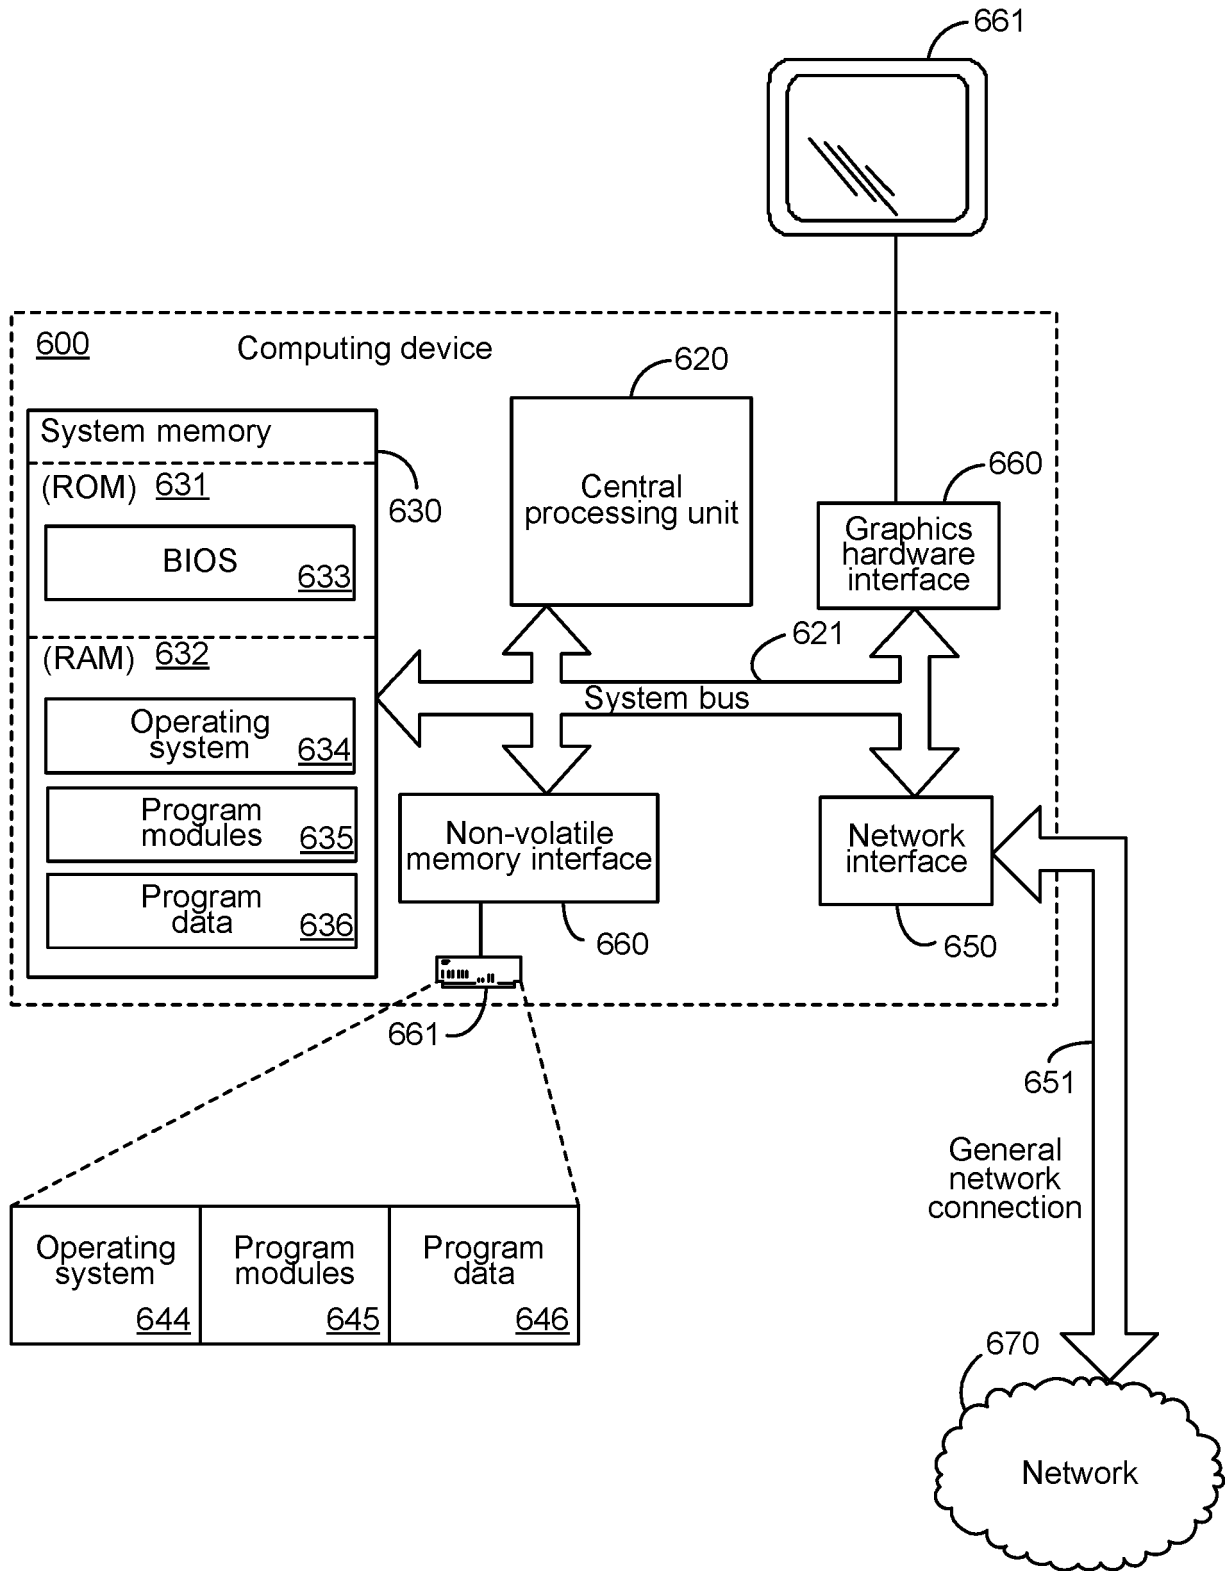 661
600
Computing device
620
System memory
(ROM) 631
630
BIOS
633
Central
processing unit
660
Graphics
hardware
interface
(RAM) 632
621
System bus
Operating
system
634
Program
modules
635
Program
data
636
Non-volatile
memory interface
660
661
Network
interface
650
651
General
network
connection
Operating
system
644
Program
modules
645
Program
data
646
670
Network